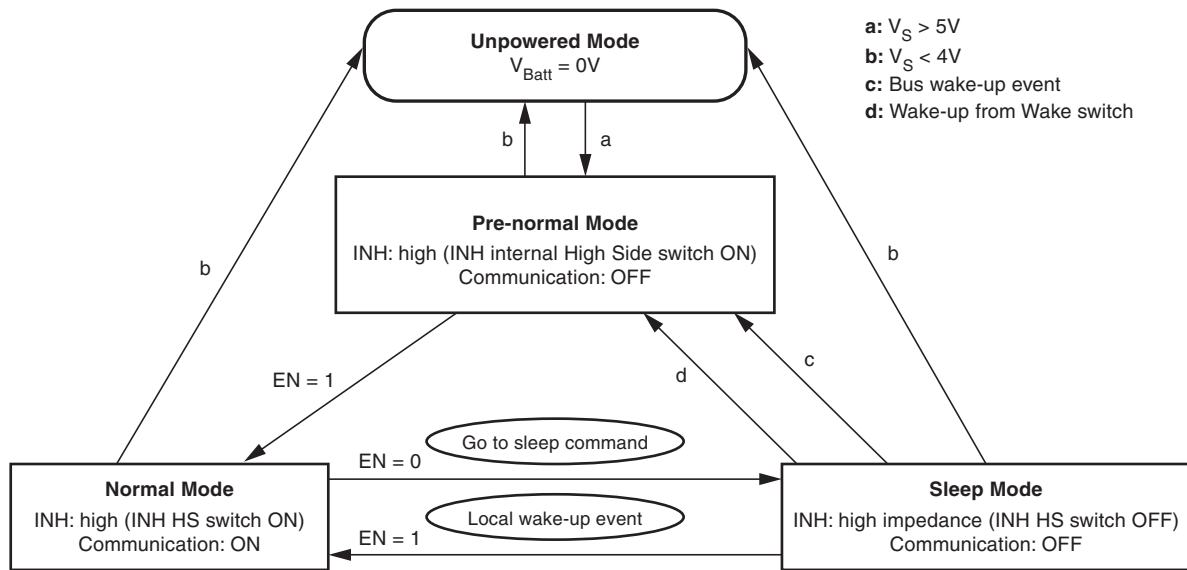 Unpowered Mode
V_Batt = 0V
a: V_S > 5V
b: V_S < 4V
c: Bus wake-up event
d: Wake-up from Wake switch
b
a
Pre-normal Mode
INH: high (INH internal High Side switch ON)
Communication: OFF
b
b
EN = 1
d
c
Go to sleep command
EN = 0
Normal Mode
INH: high (INH HS switch ON)
Communication: ON
Local wake-up event
EN = 1
Sleep Mode
INH: high impedance (INH HS switch OFF)
Communication: OFF